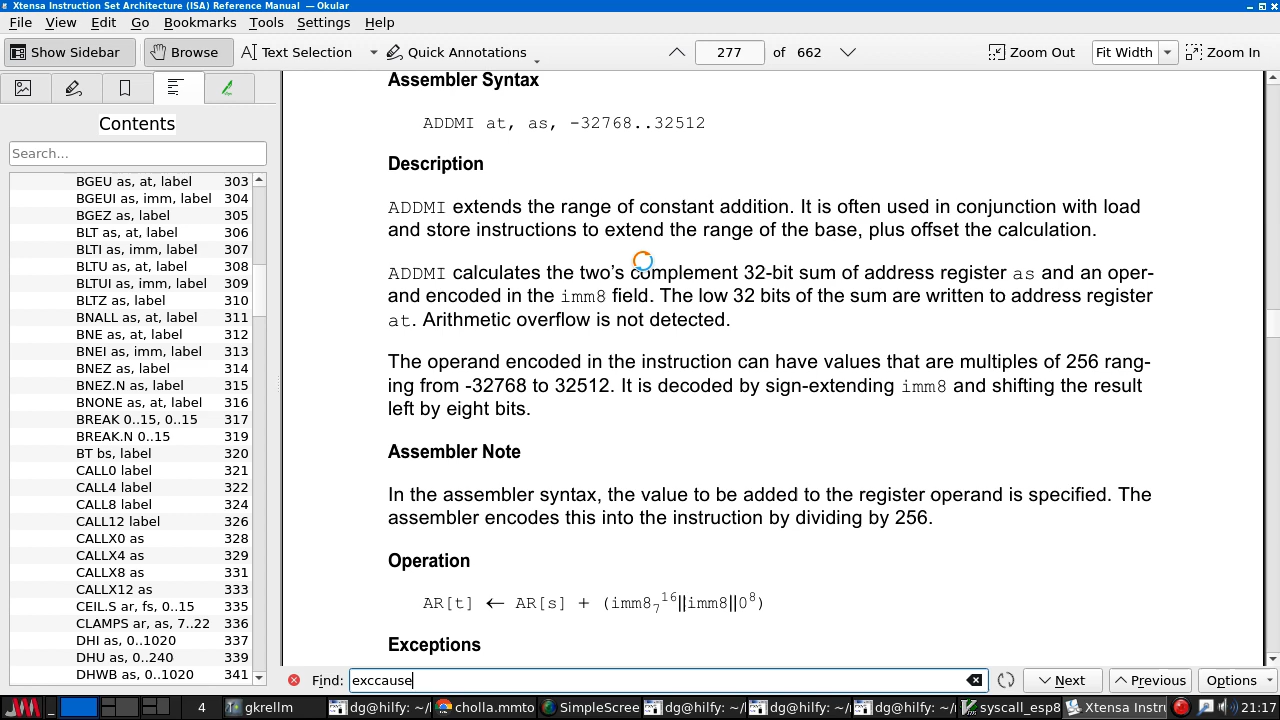 Xtensa Instruction Set Architecture (ISA) Reference Manual — Okular
File View Go Bookmarks Tools Settings Help
Show Sidebar Browse Text Selection Quick Annotations 277 of 662 Zoom Out Fit Width Zoom In
Contents
Search...
BGEU as, at, label 303
BGEUI as, imm, label 304
BGEZ as, label 305
BLT as, at, label 306
BLTI as, imm, label 307
BLTU as, at, label 308
BLTUI as, imm, label 309
BLTZ as, label 310
BNALL as, at, label 311
BNE as, at, label 312
BNEI as, imm, label 313
BNEZ as, label 314
BNEZ.N as, label 315
BNONE as, at, label 316
BREAK 0..15, 0..15 317
BREAK.N 0..15 319
BT bs, label 320
CALL0 label 321
CALL4 label 322
CALL8 label 324
CALL12 label 326
CALLX0 as 328
CALLX4 as 329
CALLX8 as 331
CALLX12 as 333
CEIL.S ar, fs, 0..15 335
CLAMPS ar, as, 7..22 336
DHI as, 0..1020 337
DHU as, 0..240 339
DHWB as, 0..1020 341
Assembler Syntax
ADDMI at, as, -32768..32512
Description
ADDMI extends the range of constant addition. It is often used in conjunction with load
and store instructions to extend the range of the base, plus offset the calculation.
ADDMI calculates the two's complement 32-bit sum of address register as and an oper-
and encoded in the imm8 field. The low 32 bits of the sum are written to address register
at. Arithmetic overflow is not detected.
The operand encoded in the instruction can have values that are multiples of 256 rang-
ing from -32768 to 32512. It is decoded by sign-extending imm8 and shifting the result
left by eight bits.
Assembler Note
In the assembler syntax, the value to be added to the register operand is specified. The
assembler encodes this into the instruction by dividing by 256.
Operation
AR[t] ← AR[s] + (imm8₇¹⁶||imm8||0⁸)
Exceptions
Find: exccause Next Previous Options
4 gkrellm dg@hilfy: ~/ cholla.mmto SimpleScree dg@hilfy: ~/ dg@hilfy: ~/ dg@hilfy: ~/ syscall_esp8 Xtensa Instru 21:17